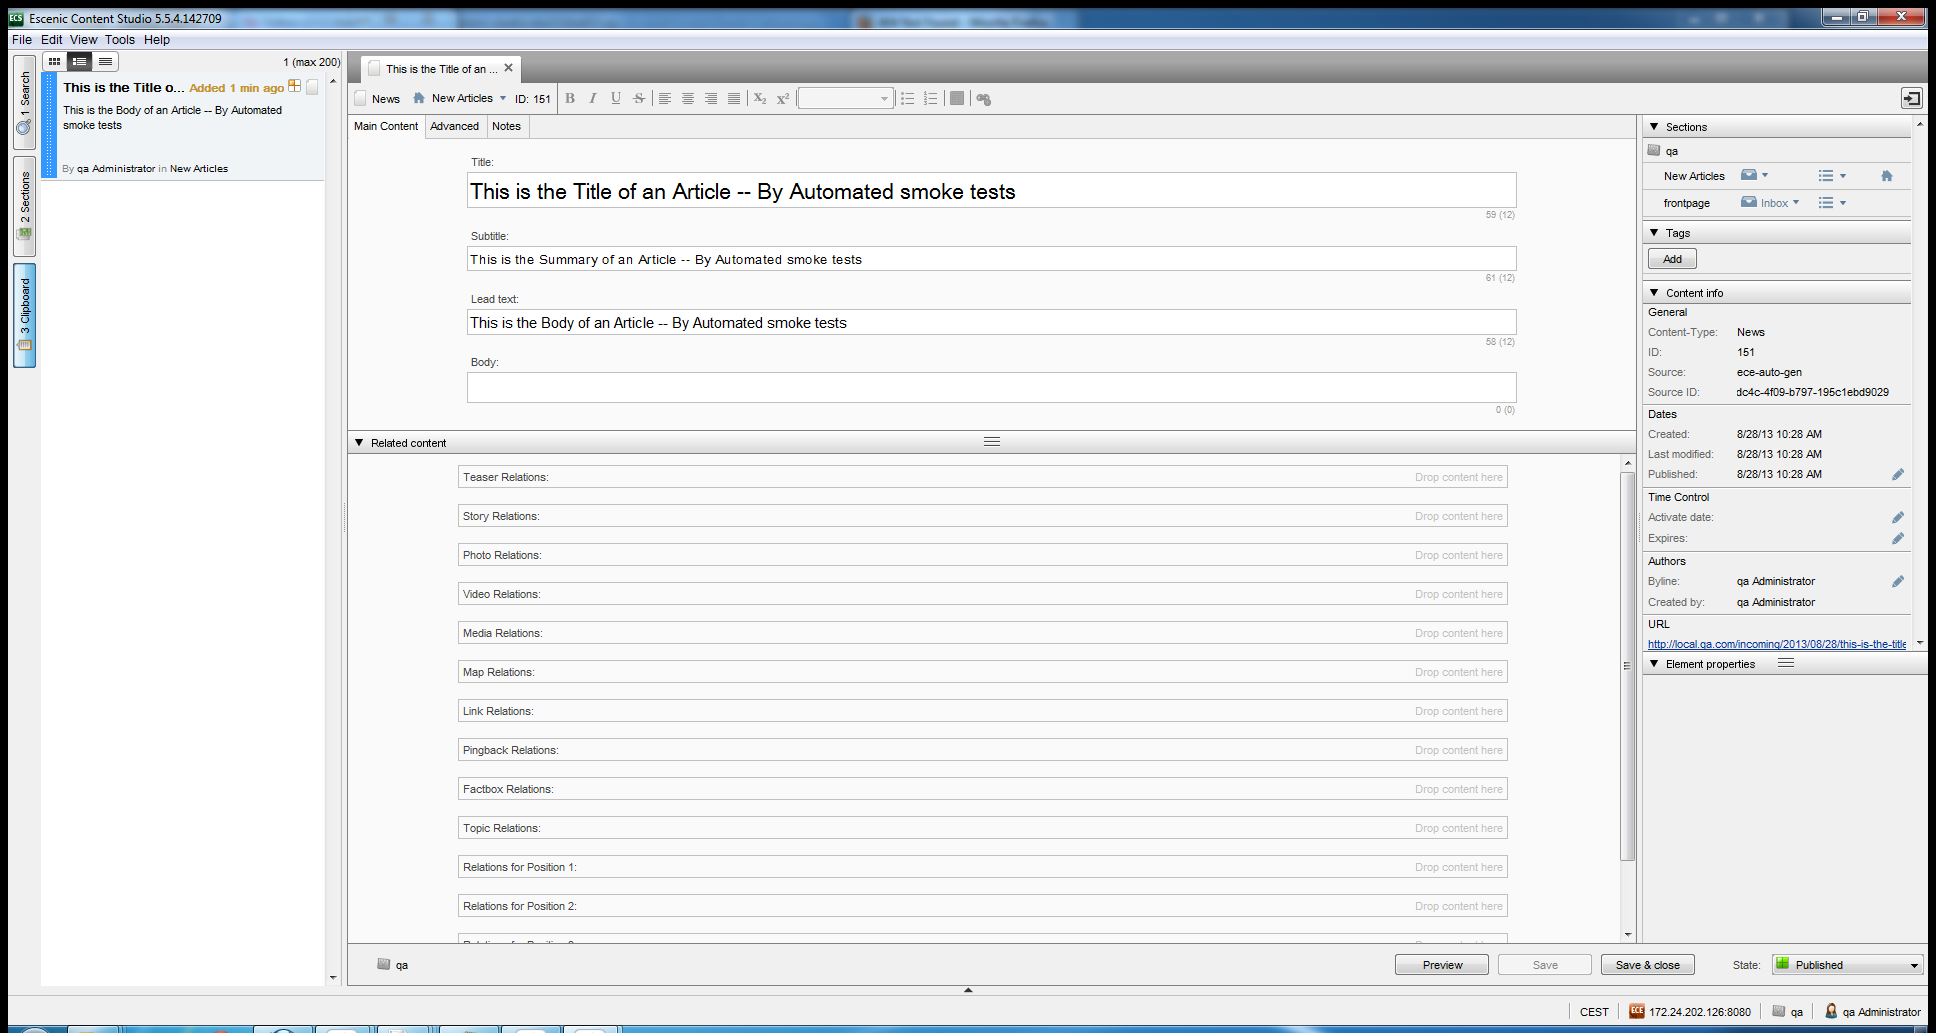 Escenic Content Studio 5.5.4.142709
File Edit View Tools Help
1 Search
2 Sections
3 Clipboard
1 (max 200)
This is the Title o... Added 1 min ago
This is the Body of an Article -- By Automated
smoke tests
By qa Administrator in New Articles
This is the Title of an ...
News New Articles ID: 151 B I U S X2 X2
Main Content Advanced Notes
Title:
This is the Title of an Article -- By Automated smoke tests
59 (12)
Subtitle:
This is the Summary of an Article -- By Automated smoke tests
61 (12)
Lead text:
This is the Body of an Article -- By Automated smoke tests
58 (12)
Body:
0 (0)
Related content
Teaser Relations: Drop content here
Story Relations: Drop content here
Photo Relations: Drop content here
Video Relations: Drop content here
Media Relations: Drop content here
Map Relations: Drop content here
Link Relations: Drop content here
Pingback Relations: Drop content here
Factbox Relations: Drop content here
Topic Relations: Drop content here
Relations for Position 1: Drop content here
Relations for Position 2: Drop content here
qa
Preview Save Save & close State: Published
Sections
qa
New Articles
frontpage Inbox
Tags
Add
Content info
General
Content-Type: News
ID: 151
Source: ece-auto-gen
Source ID: dc4c-4f09-b797-195c1ebd9029
Dates
Created: 8/28/13 10:28 AM
Last modified: 8/28/13 10:28 AM
Published: 8/28/13 10:28 AM
Time Control
Activate date:
Expires:
Authors
Byline: qa Administrator
Created by: qa Administrator
URL
http://local.qa.com/incoming/2013/08/28/this-is-the-title
Element properties
CEST ECE 172.24.202.126:8080 qa qa Administrator